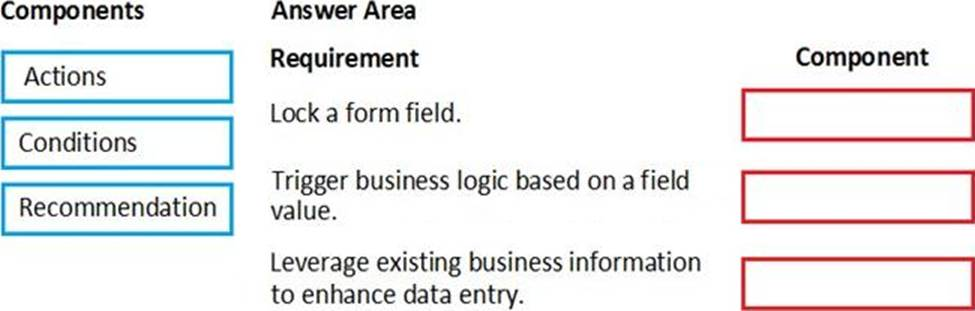 Components
Answer Area
Requirement
Component
Actions
Lock a form field.
Conditions
Trigger business logic based on a field
value.
Recommendation
Leverage existing business information
to enhance data entry.